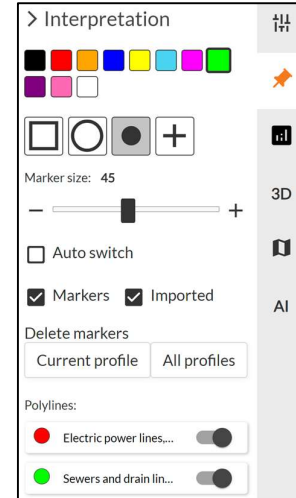 Interpretation
Marker size: 45
Auto switch
Markers Imported
Delete markers
Current profile All profiles
Polylines:
Electric power lines,...
Sewers and drain lin...
3D
AI